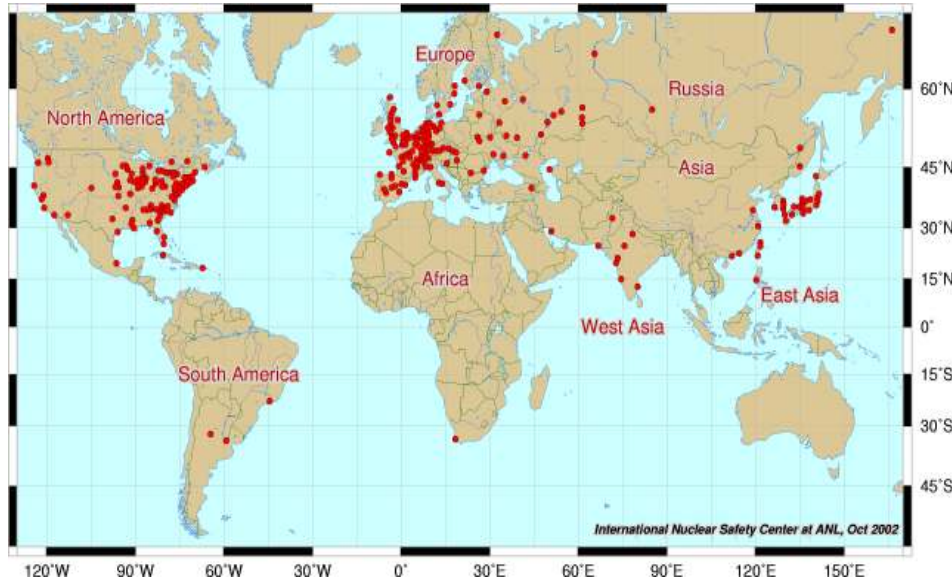 Europe
Russia
60°N
North America
Asia
45°N
30°N
Africa
15°N
East Asia
West Asia
0°
South America
15°S
30°S
45°S
International Nuclear Safety Center at ANL, Oct 2002
120°W
90°W
60°W
30°W
0°
30°E
60°E
90°E
120°E
150°E